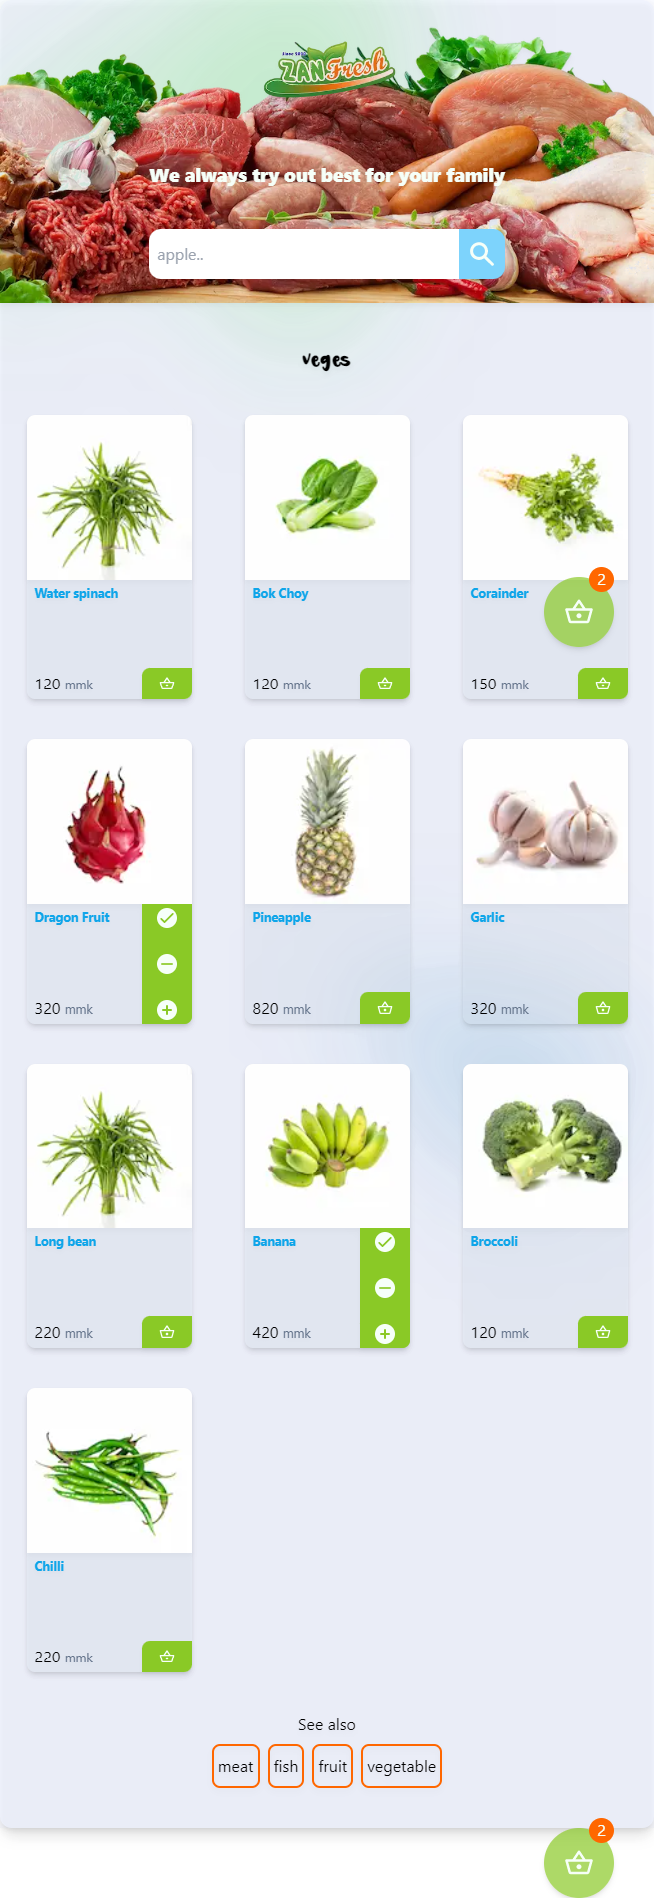 Since 2010
ZAN Fresh
We always try out best for your family
apple..
veges
Water spinach
120 mmk
Bok Choy
120 mmk
Corainder
2
150 mmk
Dragon Fruit
320 mmk
Pineapple
820 mmk
Garlic
320 mmk
Long bean
220 mmk
Banana
420 mmk
Broccoli
120 mmk
Chilli
220 mmk
See also
meat fish fruit vegetable
2